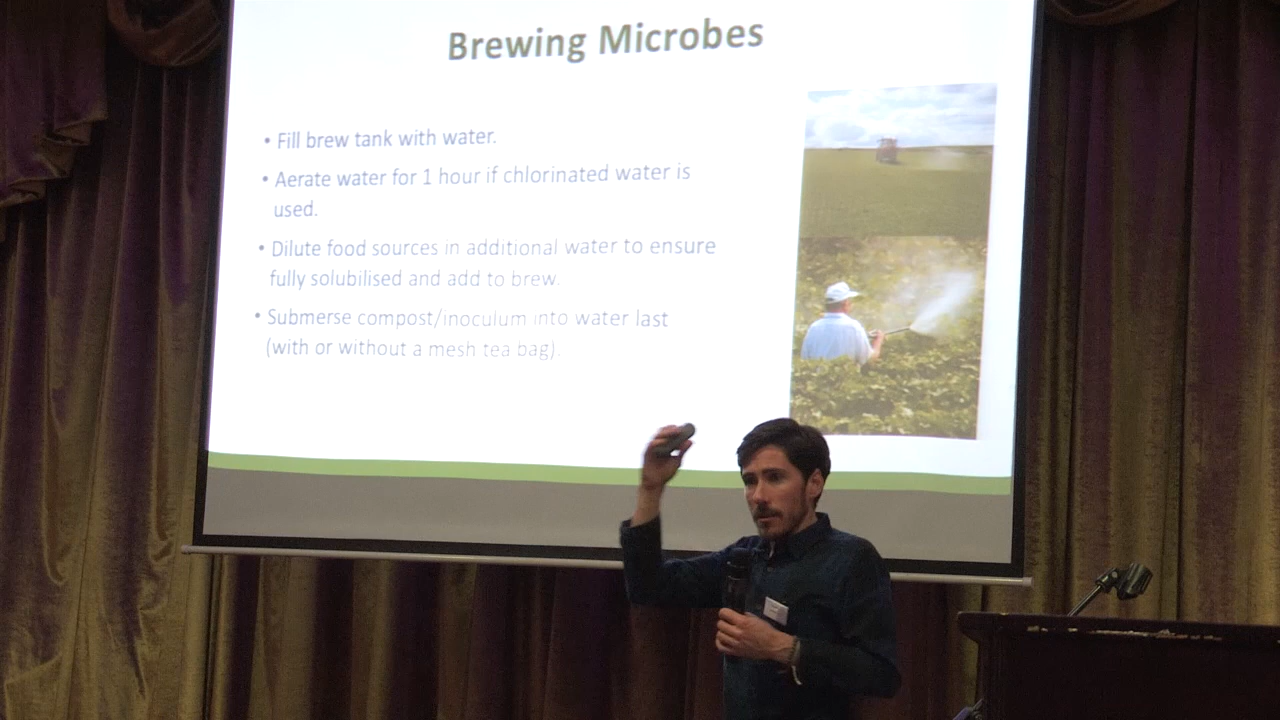 Brewing Microbes
• Fill brew tank with water.
• Aerate water for 1 hour if chlorinated water is
used.
• Dilute food sources in additional water to ensure
fully solubilised and add to brew.
• Submerse compost/inoculum into water last
(with or without a mesh tea bag).